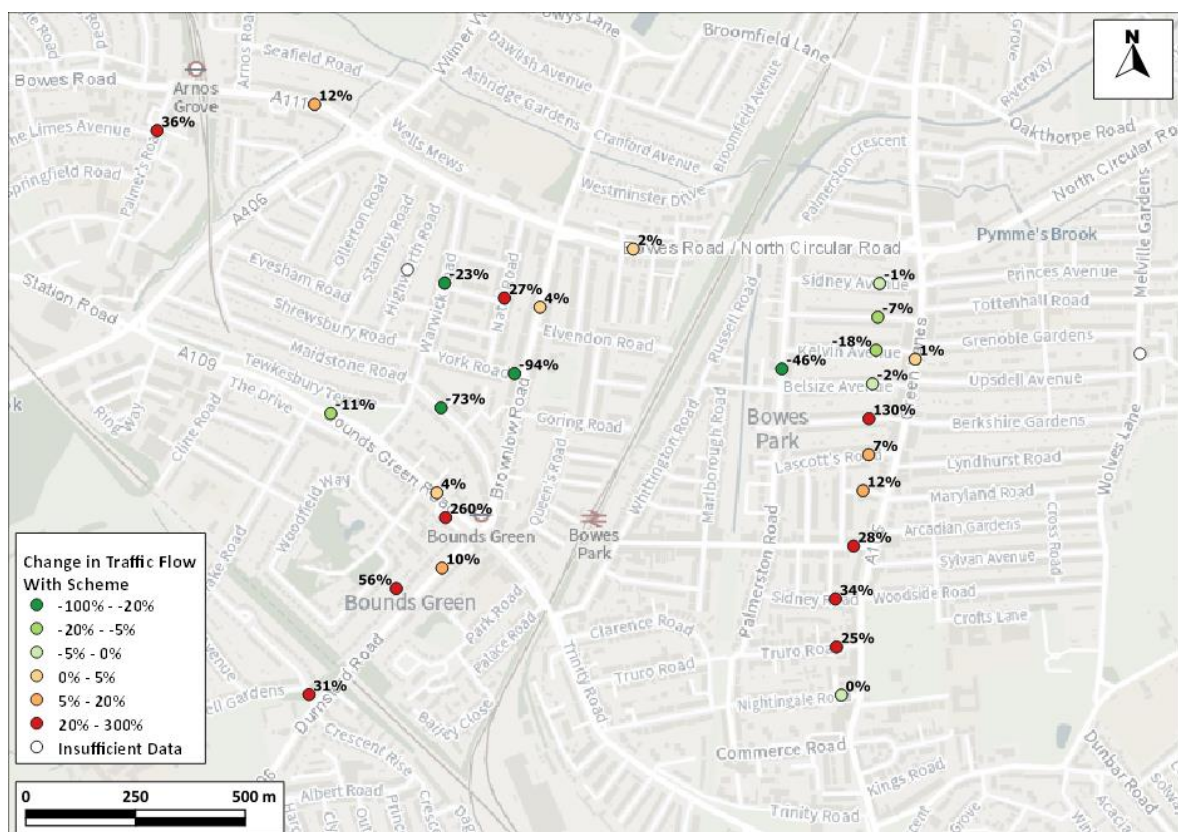 Broomfield Lane
N
Seafield Road
Arnos Road
Dawlish Avenue
Bowes Road
Arnos Grove
A111
12%
Ashridge Gardens
Broomfield Avenue
Riverway
36%
Palmer's Road
Springfield Road
Wells Mews
Cranford Avenue
Palmerston Crescent
Oakthorpe Road
North Circular Road
Westminster Drive
A406
Ollerton Road
Stanley Road
2%
Bowes Road / North Circular Road
Pymme's Brook
Melville Gardens
Station Road
Evesham Road
-23%
27%
4%
-1%
Sidney Avenue
Princes Avenue
Shrewsbury Road
Warwick Road
-7%
Tottenhall Road
Elvendon Road
Russell Road
-18%
Kelvin Avenue
1%
Grenoble Gardens
A109
Maidstone Road
York Road
-94%
-46%
-2%
Belsize Avenue
Upsdell Avenue
The Drive
-11%
-73%
Brownlow Road
Goring Road
Bowes Park
130%
Berkshire Gardens
Wolves Lane
Ring Way
Cline Road
Bounds Green Road
Queen's Road
Whittington Road
Marlborough Road
7%
Lascott's Road
Lyndhurst Road
Woodfield Way
4%
12%
Maryland Road
260%
Bounds Green
Bowes Park
Arcadian Gardens
28%
Sylvan Avenue
10%
56%
Bounds Green
Palmerston Road
34%
Sidney Road
Woodside Road
Crofts Lane
Park Road
Palace Road
Clarence Road
25%
Truro Road
31%
Durnsford Road
Trinity Road
0%
Nightingale Road
Crescent Rise
Commerce Road
Dunbar Road
Albert Road
Kings Road
Trinity Road
Change in Traffic Flow
With Scheme
-100% - -20%
-20% - -5%
-5% - 0%
0% - 5%
5% - 20%
20% - 300%
Insufficient Data
0 250 500 m